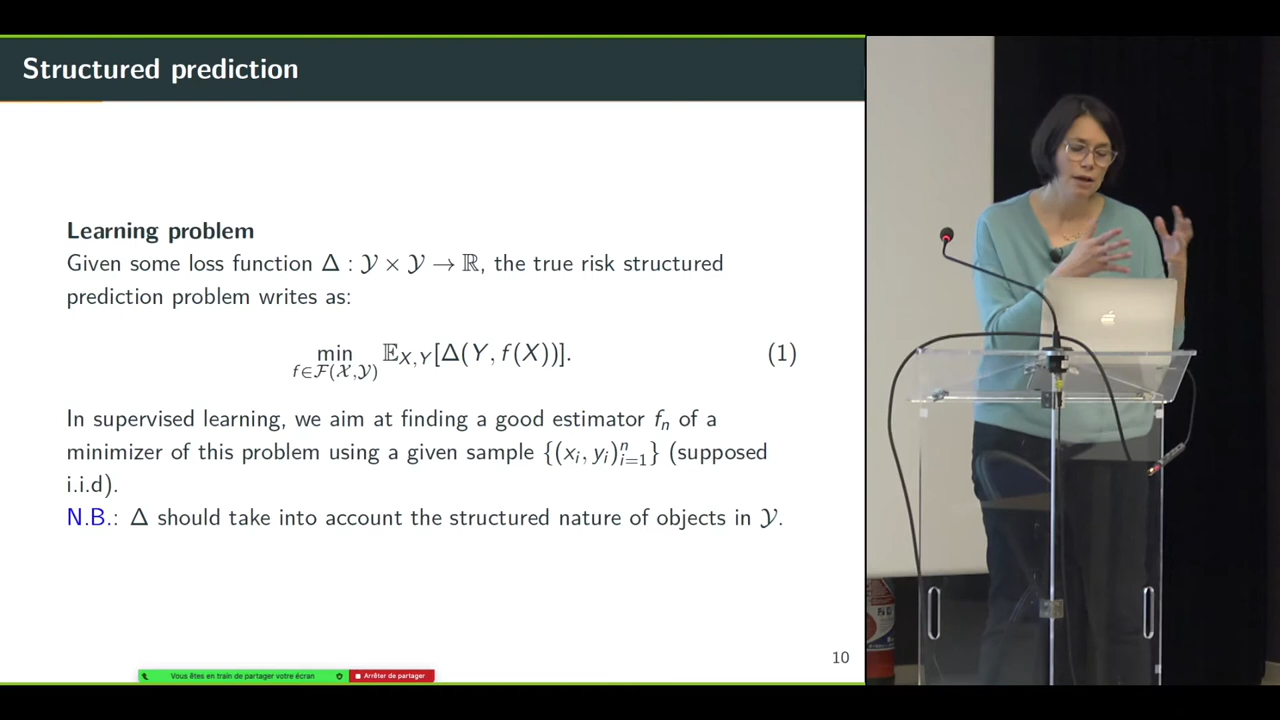 Structured prediction
Learning problem
Given some loss function Δ : 𝒴 × 𝒴 → ℝ, the true risk structured
prediction problem writes as:
min_{f∈ℱ(𝒳,𝒴)} 𝔼_{X,Y}[Δ(Y, f(X))]. (1)
In supervised learning, we aim at finding a good estimator f_n of a
minimizer of this problem using a given sample {(x_i, y_i)_{i=1}^n} (supposed
i.i.d).
N.B.: Δ should take into account the structured nature of objects in 𝒴.
10
Vous êtes en train de partager votre écran
Arrêter de partager